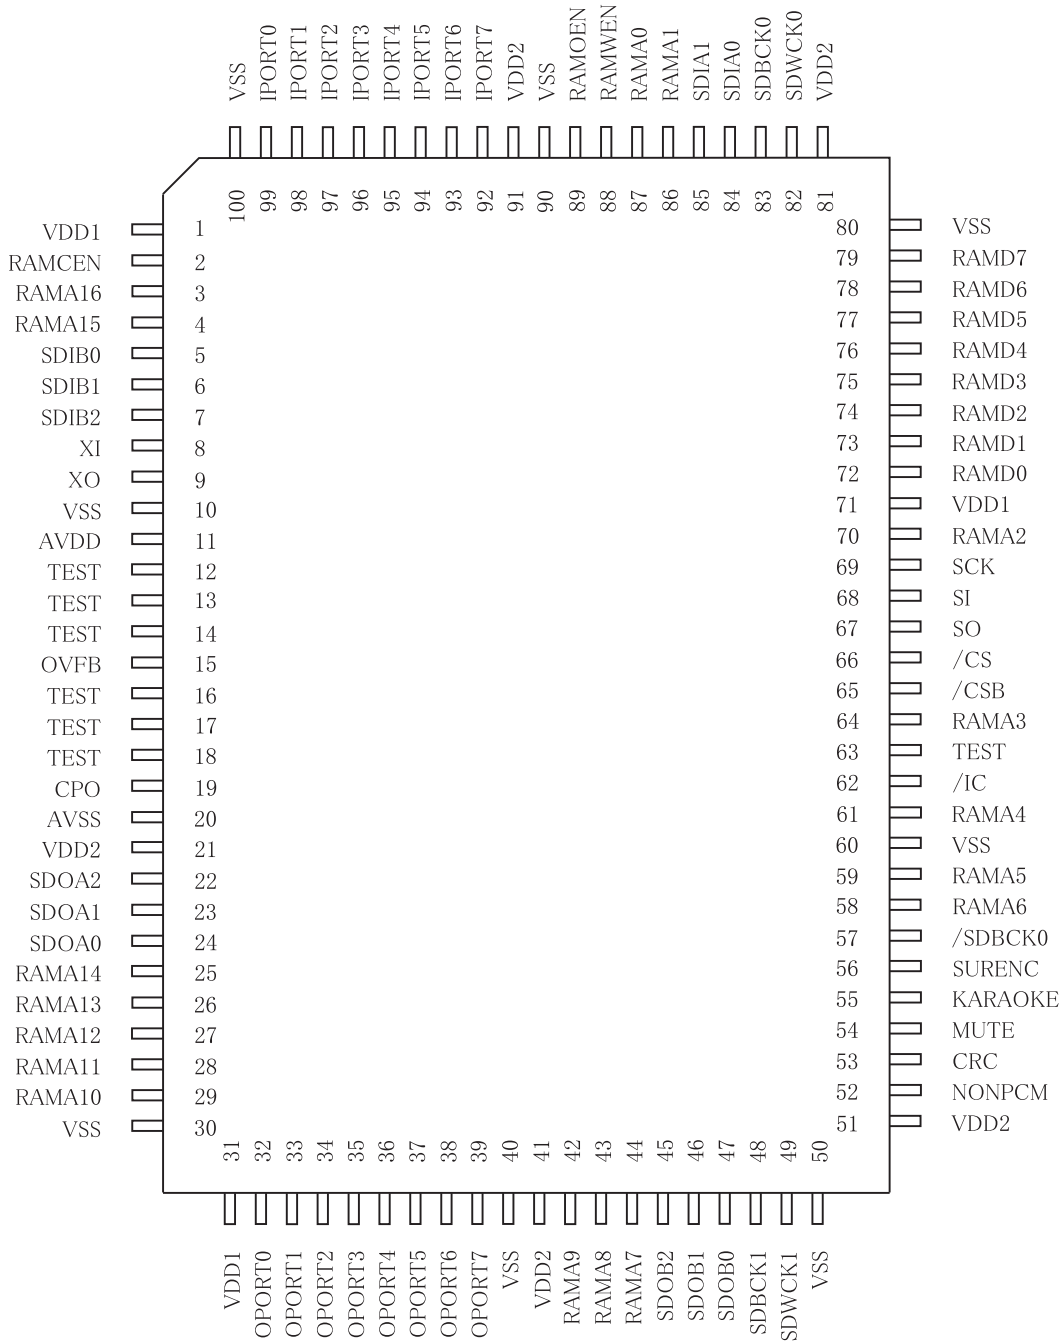 VSS
IPORT0
IPORT1
IPORT2
IPORT3
IPORT4
IPORT5
IPORT6
IPORT7
VDD2
VSS
RAMOEN
RAMWEN
RAMA0
RAMA1
SDIA1
SDIA0
SDBCK0
SDWCK0
VDD2
100
99
98
97
96
95
94
93
92
91
90
89
88
87
86
85
84
83
82
81
VDD1 1
RAMCEN 2
RAMA16 3
RAMA15 4
SDIB0 5
SDIB1 6
SDIB2 7
XI 8
XO 9
VSS 10
AVDD 11
TEST 12
TEST 13
TEST 14
OVFB 15
TEST 16
TEST 17
TEST 18
CPO 19
AVSS 20
VDD2 21
SDOA2 22
SDOA1 23
SDOA0 24
RAMA14 25
RAMA13 26
RAMA12 27
RAMA11 28
RAMA10 29
VSS 30
80 VSS
79 RAMD7
78 RAMD6
77 RAMD5
76 RAMD4
75 RAMD3
74 RAMD2
73 RAMD1
72 RAMD0
71 VDD1
70 RAMA2
69 SCK
68 SI
67 SO
66 /CS
65 /CSB
64 RAMA3
63 TEST
62 /IC
61 RAMA4
60 VSS
59 RAMA5
58 RAMA6
57 /SDBCK0
56 SURENC
55 KARAOKE
54 MUTE
53 CRC
52 NONPCM
51 VDD2
31
32
33
34
35
36
37
38
39
40
41
42
43
44
45
46
47
48
49
50
VDD1
OPORT0
OPORT1
OPORT2
OPORT3
OPORT4
OPORT5
OPORT6
OPORT7
VSS
VDD2
RAMA9
RAMA8
RAMA7
SDOB2
SDOB1
SDOB0
SDBCK1
SDWCK1
VSS